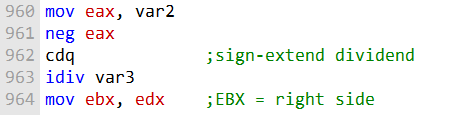 960 mov eax, var2
961 neg eax
962 cdq ;sign-extend dividend
963 idiv var3
964 mov ebx, edx ;EBX = right side